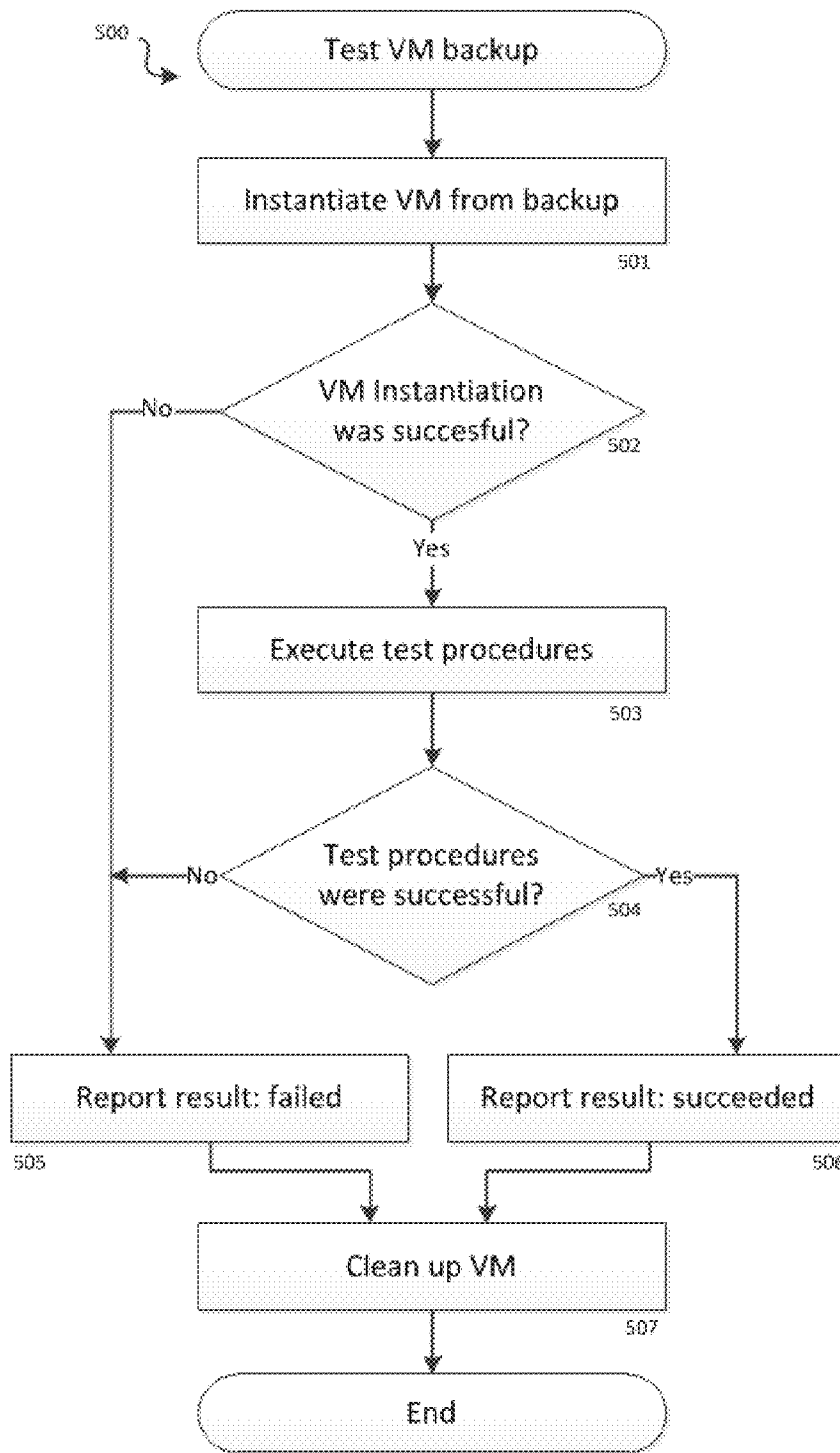 500
Test VM backup
Instantiate VM from backup
501
VM Instantiation
was succesful?
502
No
Yes
Execute test procedures
503
Test procedures
were successful?
504
No
Yes
Report result: failed
505
Report result: succeeded
506
Clean up VM
507
End